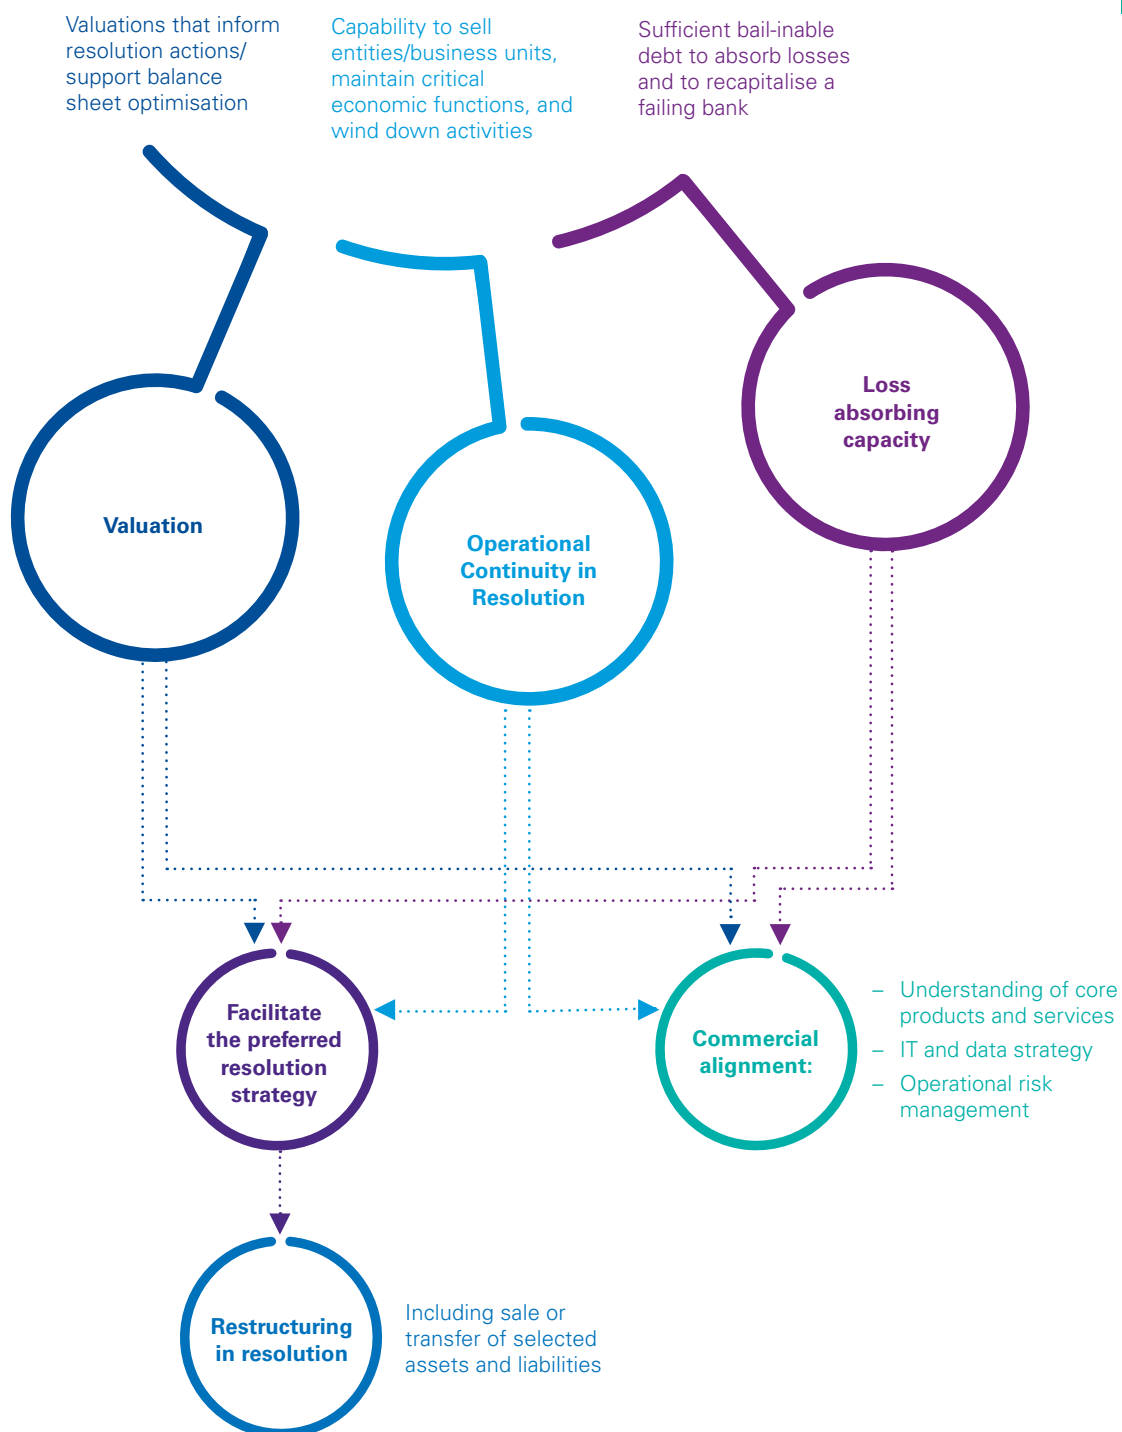 Valuations that inform
resolution actions/
support balance
sheet optimisation
Capability to sell
entities/business units,
maintain critical
economic functions, and
wind down activities
Sufficient bail-inable
debt to absorb losses
and to recapitalise a
failing bank
Valuation
Operational
Continuity in
Resolution
Loss
absorbing
capacity
Facilitate
the preferred
resolution
strategy
Commercial
alignment:
– Understanding of core
products and services
– IT and data strategy
– Operational risk
management
Restructuring
in resolution
Including sale or
transfer of selected
assets and liabilities